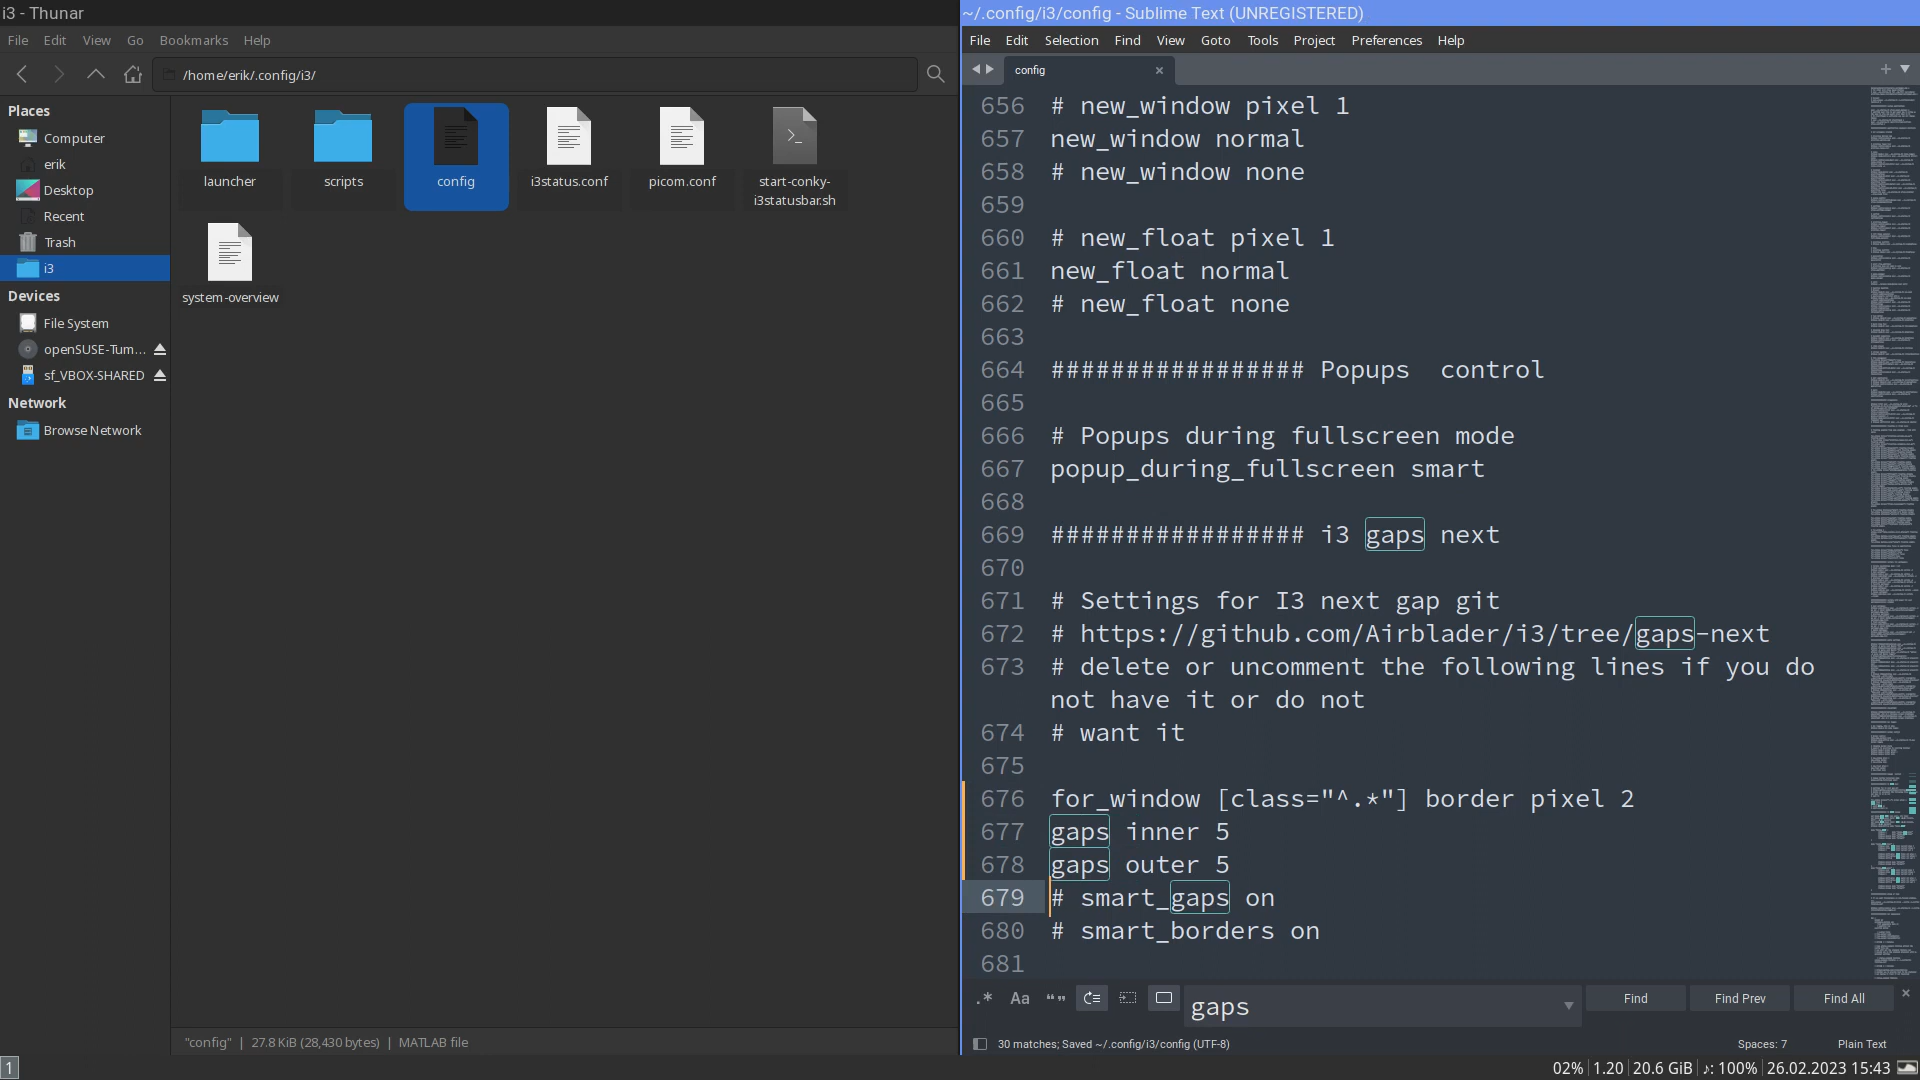 i3 - Thunar
File Edit View Go Bookmarks Help
/home/erik/.config/i3/
Places
Computer
erik
Desktop
Recent
Trash
i3
Devices
File System
openSUSE-Tum...
sf_VBOX-SHARED
Network
Browse Network
launcher
scripts
config
i3status.conf
picom.conf
start-conky-
i3statusbar.sh
system-overview
"config" | 27.8 KiB (28,430 bytes) | MATLAB file
~/.config/i3/config - Sublime Text (UNREGISTERED)
File Edit Selection Find View Goto Tools Project Preferences Help
config
656 # new_window pixel 1
657 new_window normal
658 # new_window none
659
660 # new_float pixel 1
661 new_float normal
662 # new_float none
663
664 ################# Popups  control
665
666 # Popups during fullscreen mode
667 popup_during_fullscreen smart
668
669 ################# i3 gaps next
670
671 # Settings for I3 next gap git
672 # https://github.com/Airblader/i3/tree/gaps-next
673 # delete or uncomment the following lines if you do
not have it or do not
674 # want it
675
676 for_window [class="^.*"] border pixel 2
677 gaps inner 5
678 gaps outer 5
679 # smart_gaps on
680 # smart_borders on
681
.* Aa “” gaps Find Find Prev Find All
30 matches; Saved ~/.config/i3/config (UTF-8) Spaces: 7 Plain Text
1
02% 1.20 20.6 GiB ♪: 100% 26.02.2023 15:43